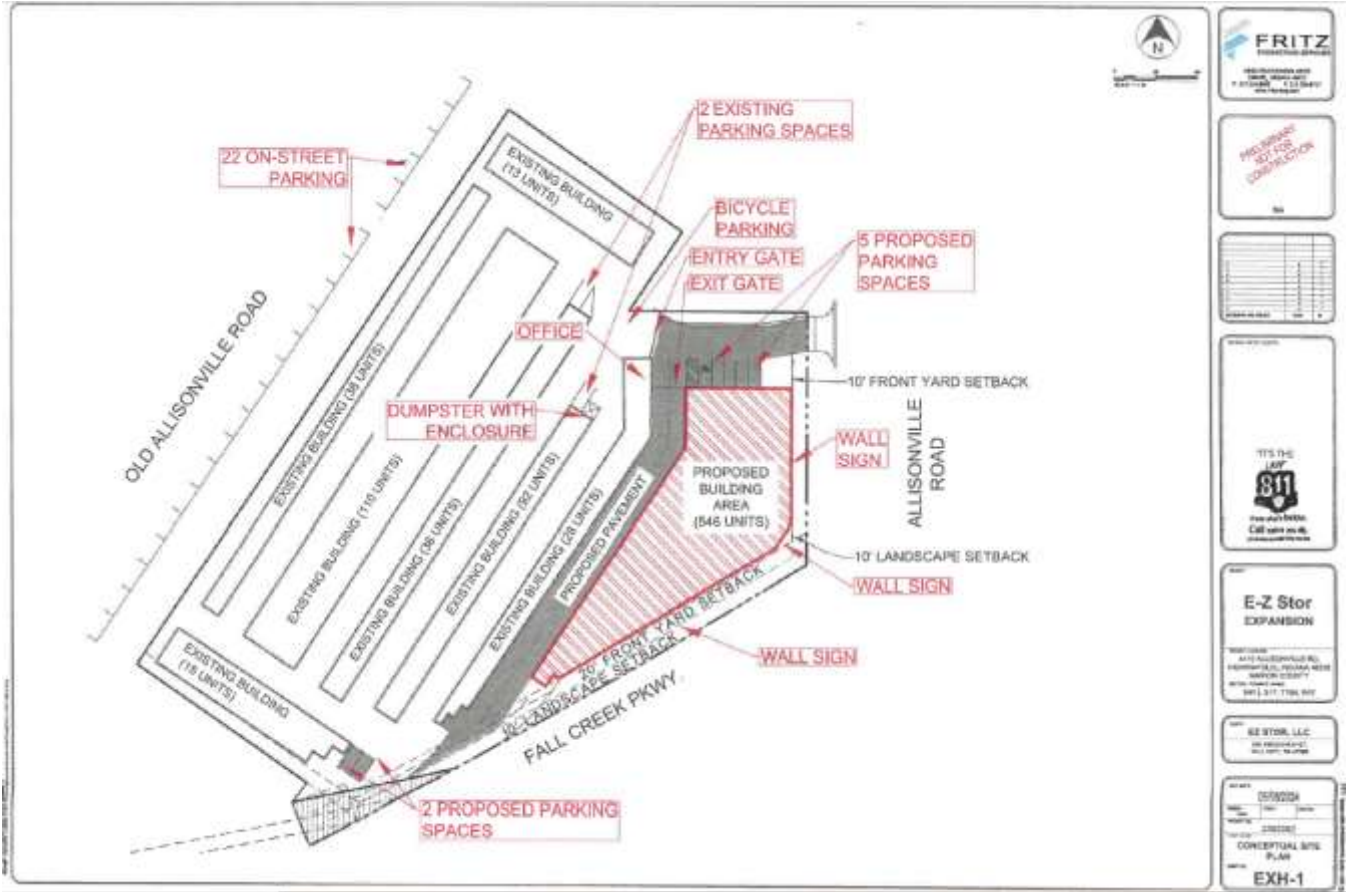 N
22 ON-STREET
PARKING
2 EXISTING
PARKING SPACES
EXISTING BUILDING
(13 UNITS)
BICYCLE
PARKING
ENTRY GATE
EXIT GATE
5 PROPOSED
PARKING
SPACES
OFFICE
DUMPSTER WITH
ENCLOSURE
OLD ALLISONVILLE ROAD
EXISTING BUILDING (36 UNITS)
EXISTING BUILDING (110 UNITS)
EXISTING BUILDING (36 UNITS)
EXISTING BUILDING (92 UNITS)
EXISTING BUILDING (28 UNITS)
PROPOSED PAVEMENT
PROPOSED
BUILDING
AREA
(546 UNITS)
10' FRONT YARD SETBACK
ALLISONVILLE
ROAD
WALL
SIGN
10' LANDSCAPE SETBACK
WALL SIGN
WALL SIGN
20' FRONT YARD SETBACK
10' LANDSCAPE SETBACK
FALL CREEK PKWY.
EXISTING BUILDING
(15 UNITS)
2 PROPOSED PARKING
SPACES
FRITZ
PRELIMINARY
NOT FOR
CONSTRUCTION
IT'S THE
LAW
811
E-Z Stor
EXPANSION
EZ STOR, LLC
CONCEPTUAL SITE
PLAN
EXH-1